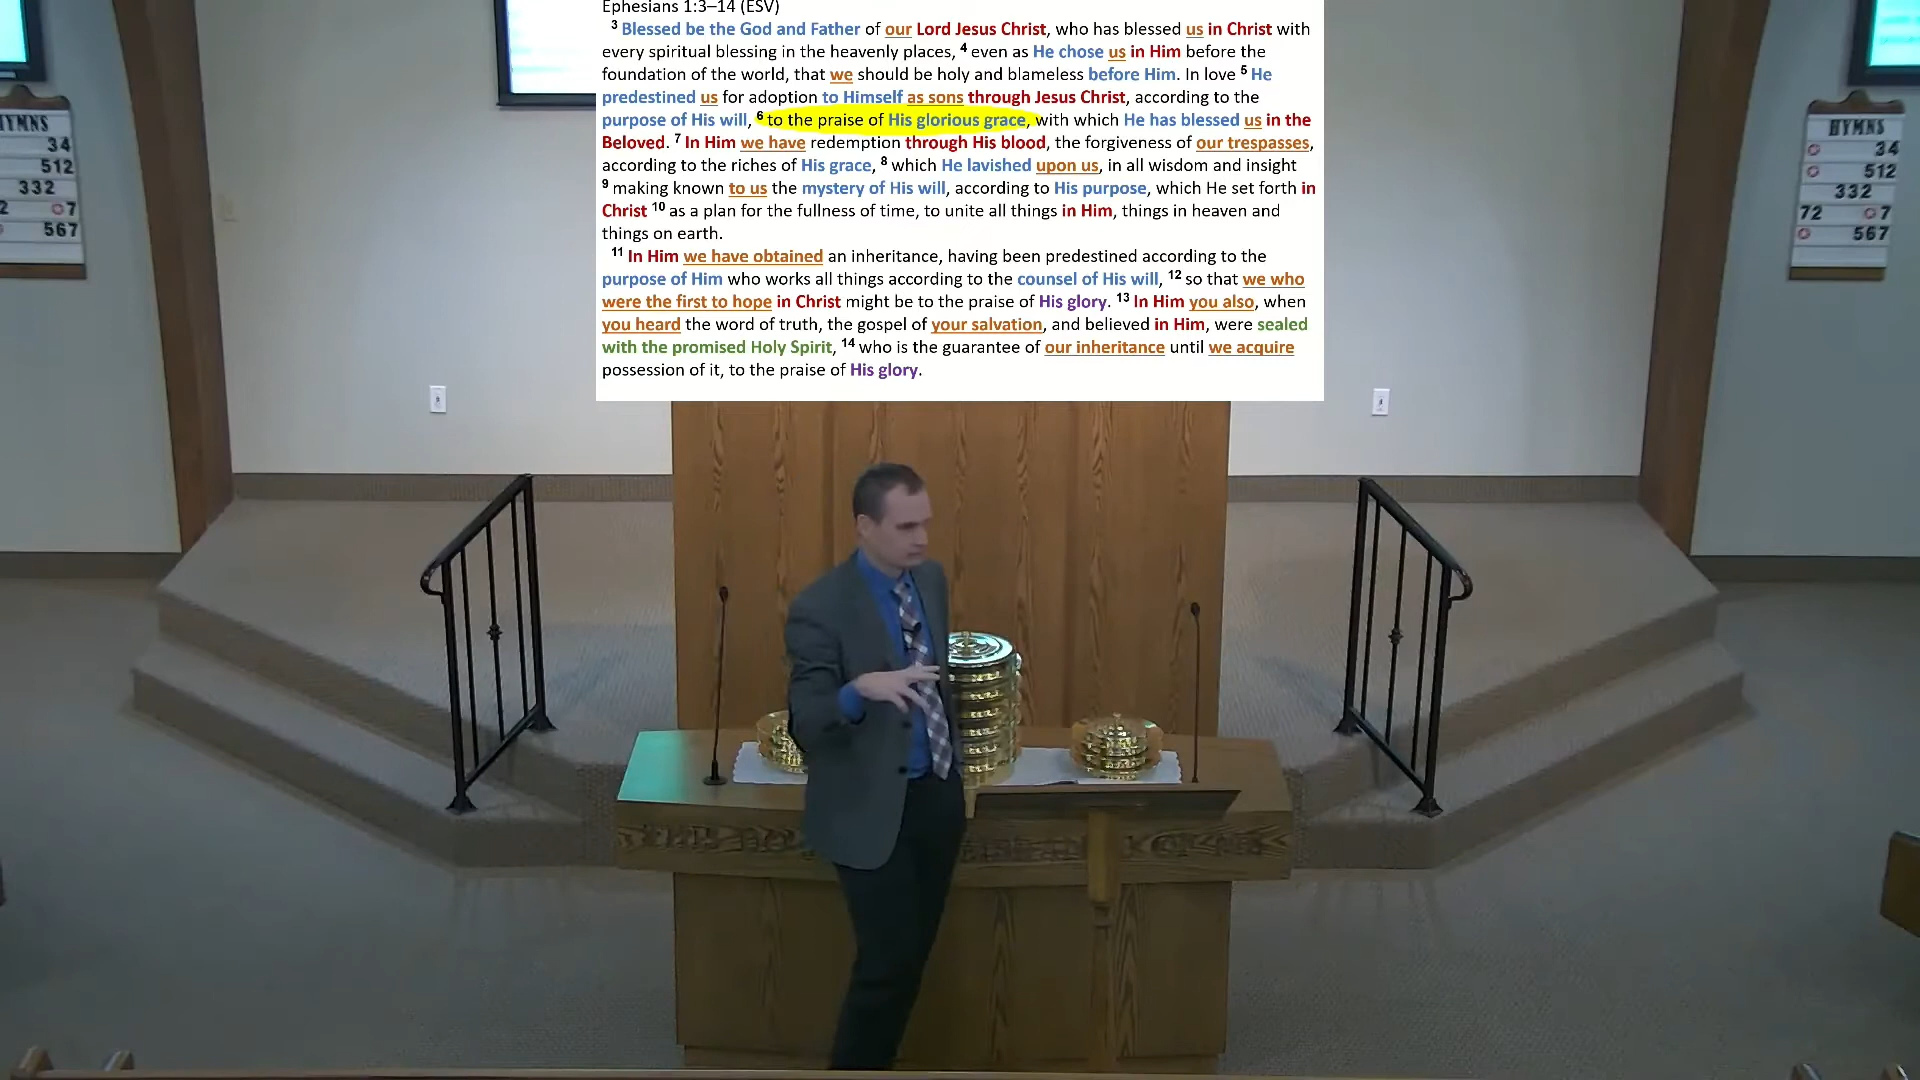 Ephesians 1:3–14 (ESV)
3 Blessed be the God and Father of our Lord Jesus Christ, who has blessed us in Christ with
every spiritual blessing in the heavenly places, 4 even as He chose us in Him before the
foundation of the world, that we should be holy and blameless before Him. In love 5 He
predestined us for adoption to Himself as sons through Jesus Christ, according to the
purpose of His will, 6 to the praise of His glorious grace, with which He has blessed us in the
Beloved. 7 In Him we have redemption through His blood, the forgiveness of our trespasses,
according to the riches of His grace, 8 which He lavished upon us, in all wisdom and insight
9 making known to us the mystery of His will, according to His purpose, which He set forth in
Christ 10 as a plan for the fullness of time, to unite all things in Him, things in heaven and
things on earth.
11 In Him we have obtained an inheritance, having been predestined according to the
purpose of Him who works all things according to the counsel of His will, 12 so that we who
were the first to hope in Christ might be to the praise of His glory. 13 In Him you also, when
you heard the word of truth, the gospel of your salvation, and believed in Him, were sealed
with the promised Holy Spirit, 14 who is the guarantee of our inheritance until we acquire
possession of it, to the praise of His glory.
HYMNS
34
512
332
72 7
567
YMNS
34
512
332
2 7
567